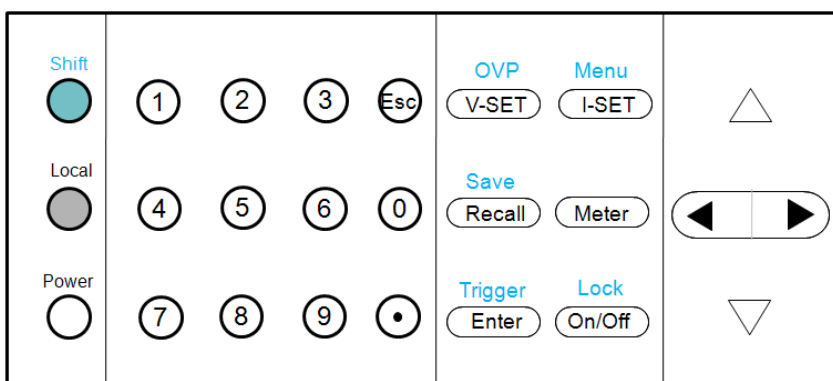 Shift
OVP Menu
1 2 3 Esc V-SET I-SET
Local
Save
4 5 6 0 Recall Meter
Power
Trigger Lock
7 8 9 • Enter On/Off